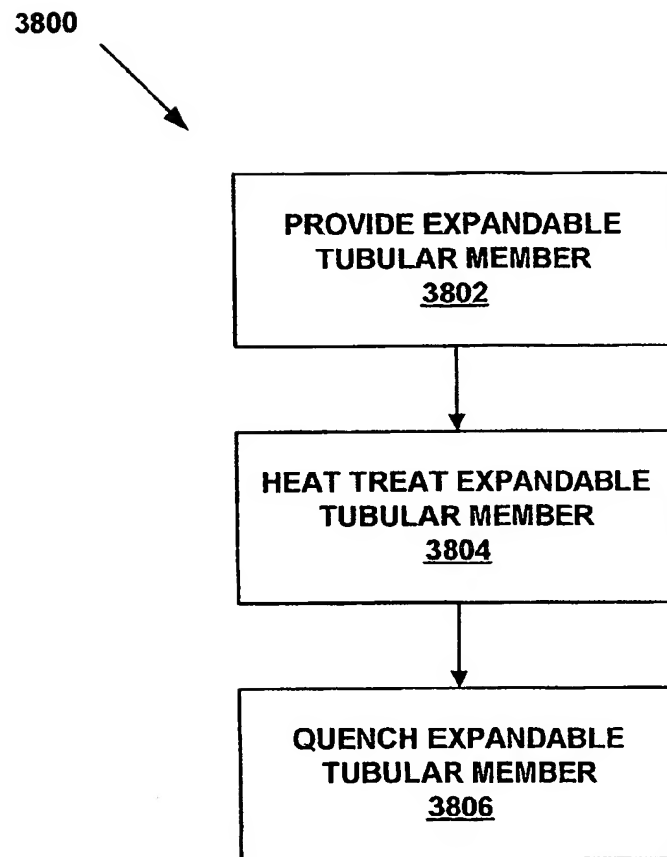 3800
PROVIDE EXPANDABLE
TUBULAR MEMBER
3802
HEAT TREAT EXPANDABLE
TUBULAR MEMBER
3804
QUENCH EXPANDABLE
TUBULAR MEMBER
3806